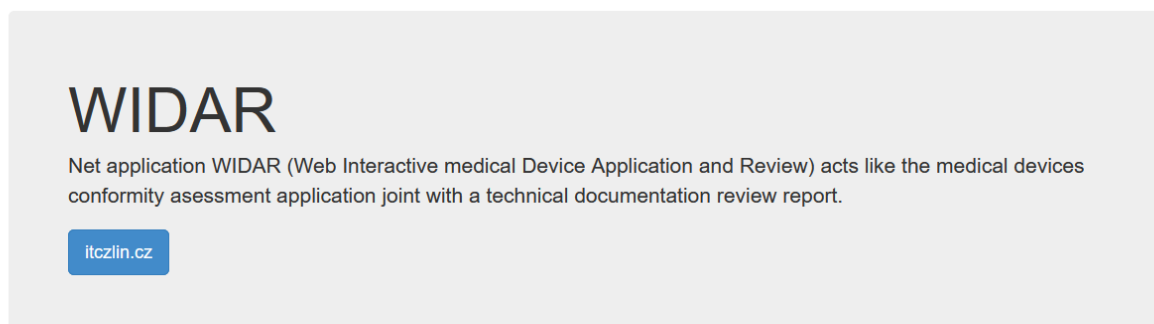 WIDAR
Net application WIDAR (Web Interactive medical Device Application and Review) acts like the medical devices
conformity asessment application joint with a technical documentation review report.
itczlin.cz